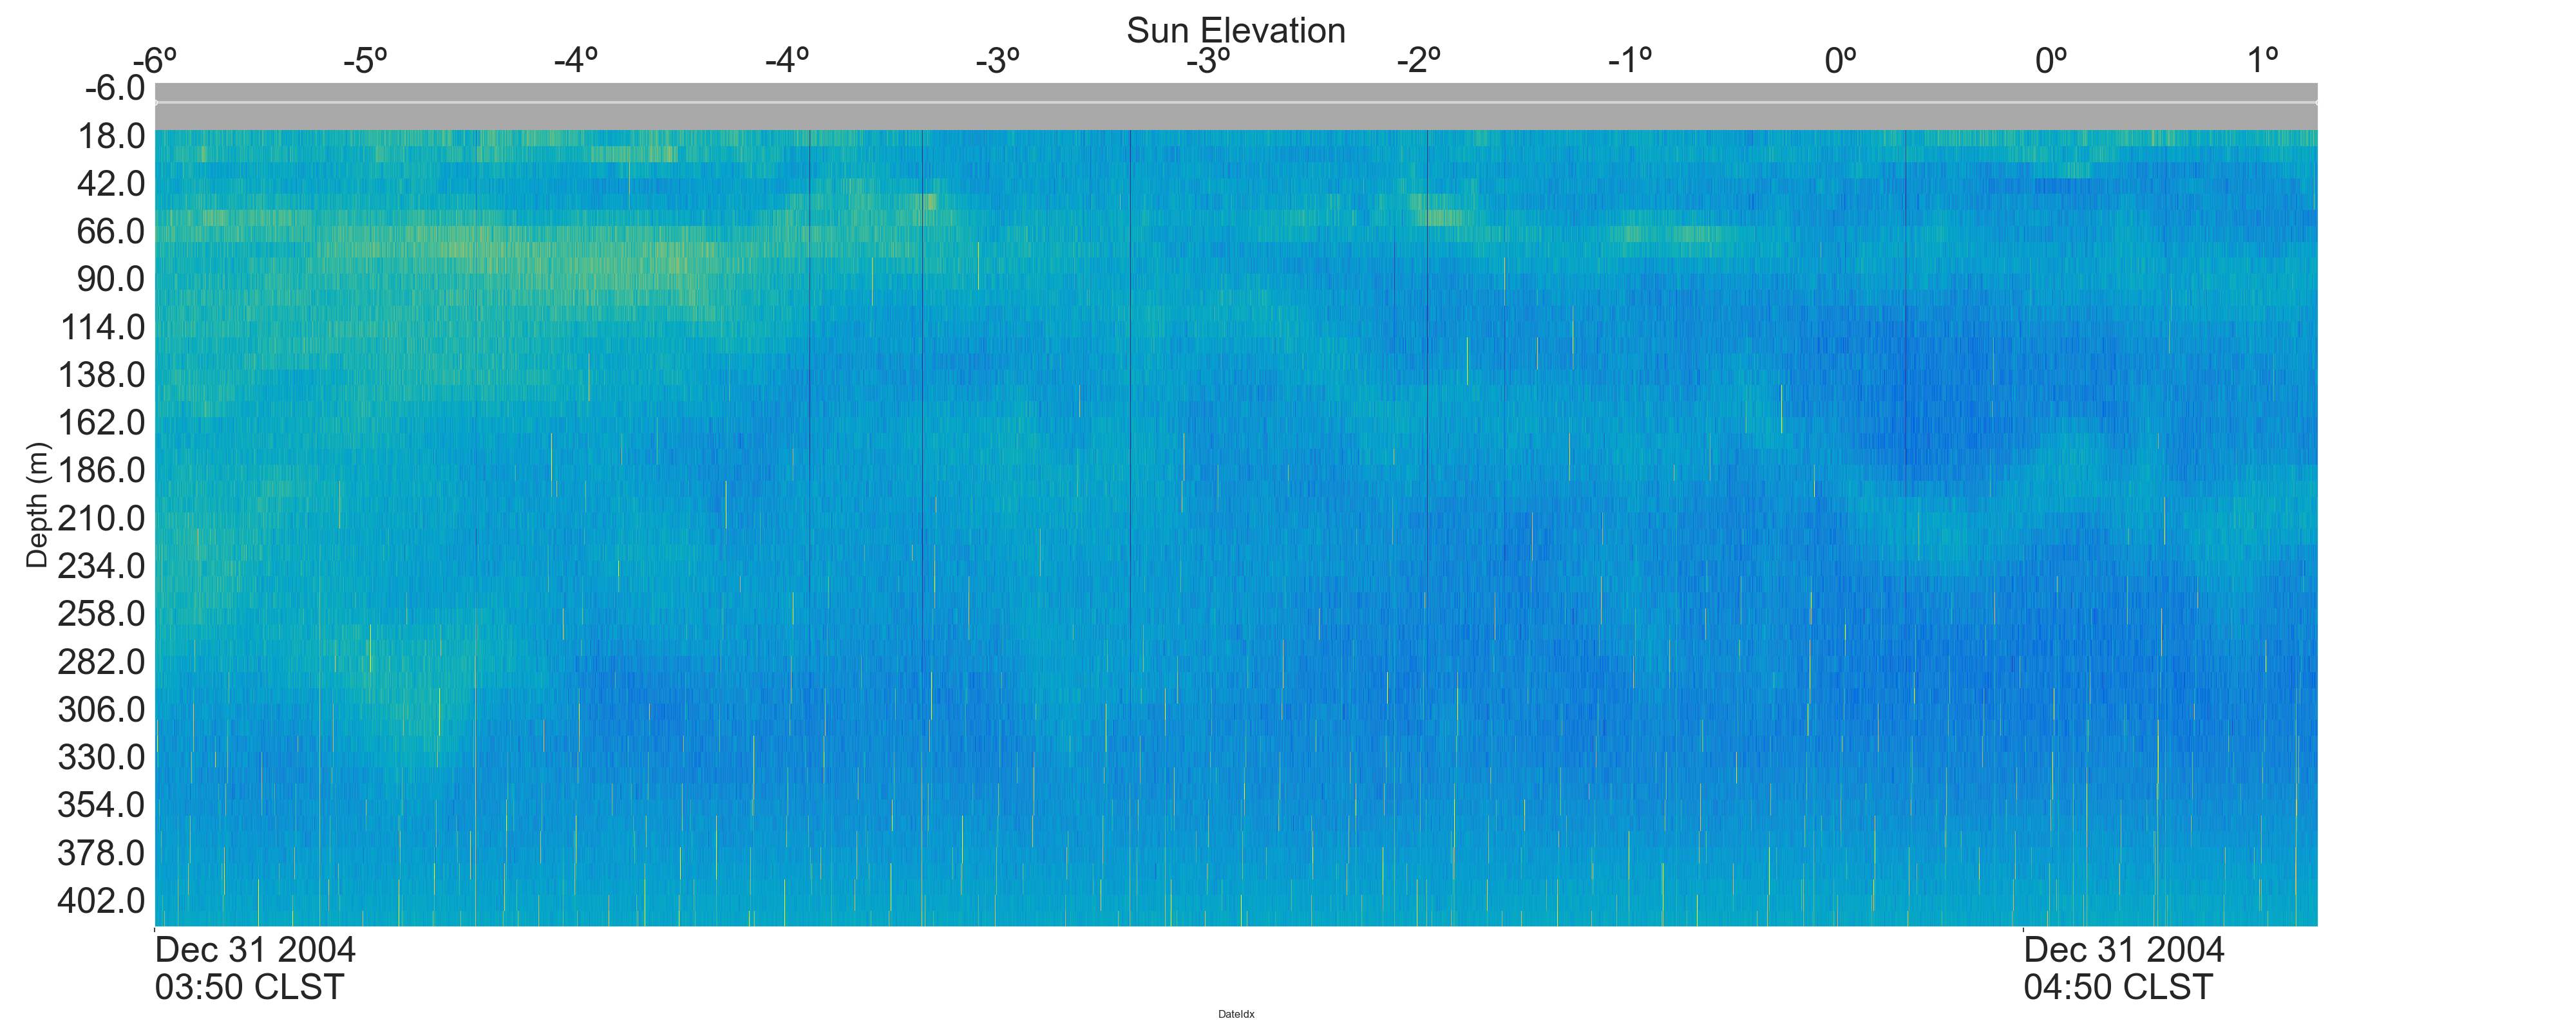 Sun Elevation
-6º -5º -4º -4º -3º -3º -2º -1º 0º 0º 1º
-6.0
18.0
42.0
66.0
90.0
114.0
138.0
162.0
186.0
210.0
234.0
258.0
282.0
306.0
330.0
354.0
378.0
402.0
Depth (m)
Dec 31 2004
03:50 CLST
Dec 31 2004
04:50 CLST
DateIdx